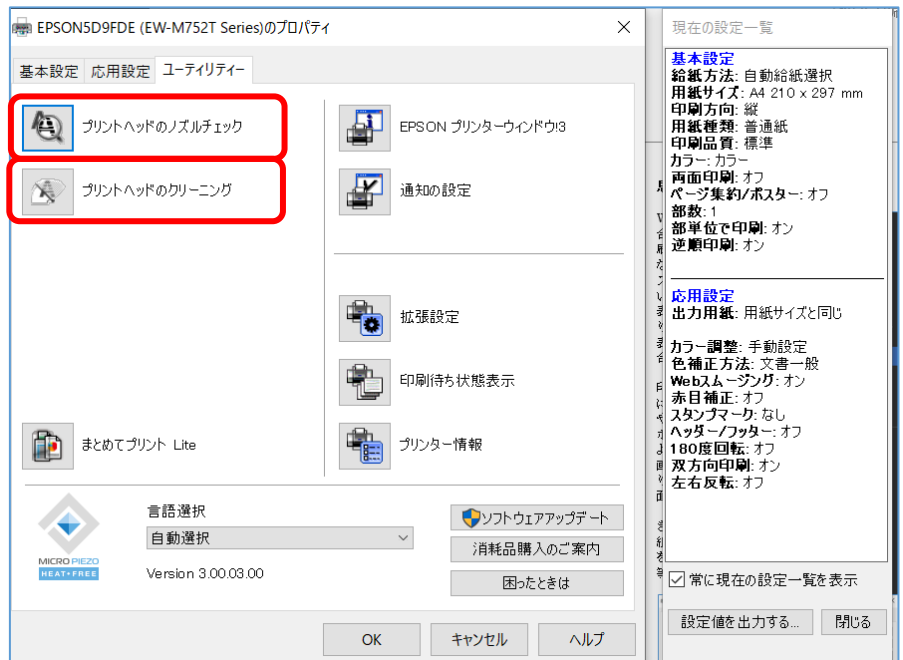 EPSON5D9FDE (EW-M752T Series)のプロパティ
基本設定 応用設定 ユーティリティー
プリントヘッドのノズルチェック
プリントヘッドのクリーニング
まとめてプリント Lite
EPSON プリンターウィンドウ!3
通知の設定
拡張設定
印刷待ち状態表示
プリンター情報
MICRO PIEZO
HEAT•FREE
言語選択
自動選択
Version 3.00.03.00
ソフトウェアアップデート
消耗品購入のご案内
困ったときは
OK キャンセル ヘルプ
現在の設定一覧
基本設定
給紙方法: 自動給紙選択
用紙サイズ: A4 210 x 297 mm
印刷方向: 縦
用紙種類: 普通紙
印刷品質: 標準
カラー: カラー
両面印刷: オフ
ページ集約/ポスター: オフ
部数: 1
部単位で印刷: オン
逆順印刷: オン
応用設定
出力用紙: 用紙サイズと同じ
カラー調整: 手動設定
色補正方法: 文書一般
Webスムージング: オン
赤目補正: オフ
スタンプマーク: なし
ヘッダー/フッター: オフ
180度回転: オフ
双方向印刷: オン
左右反転: オフ
常に現在の設定一覧を表示
設定値を出力する... 閉じる